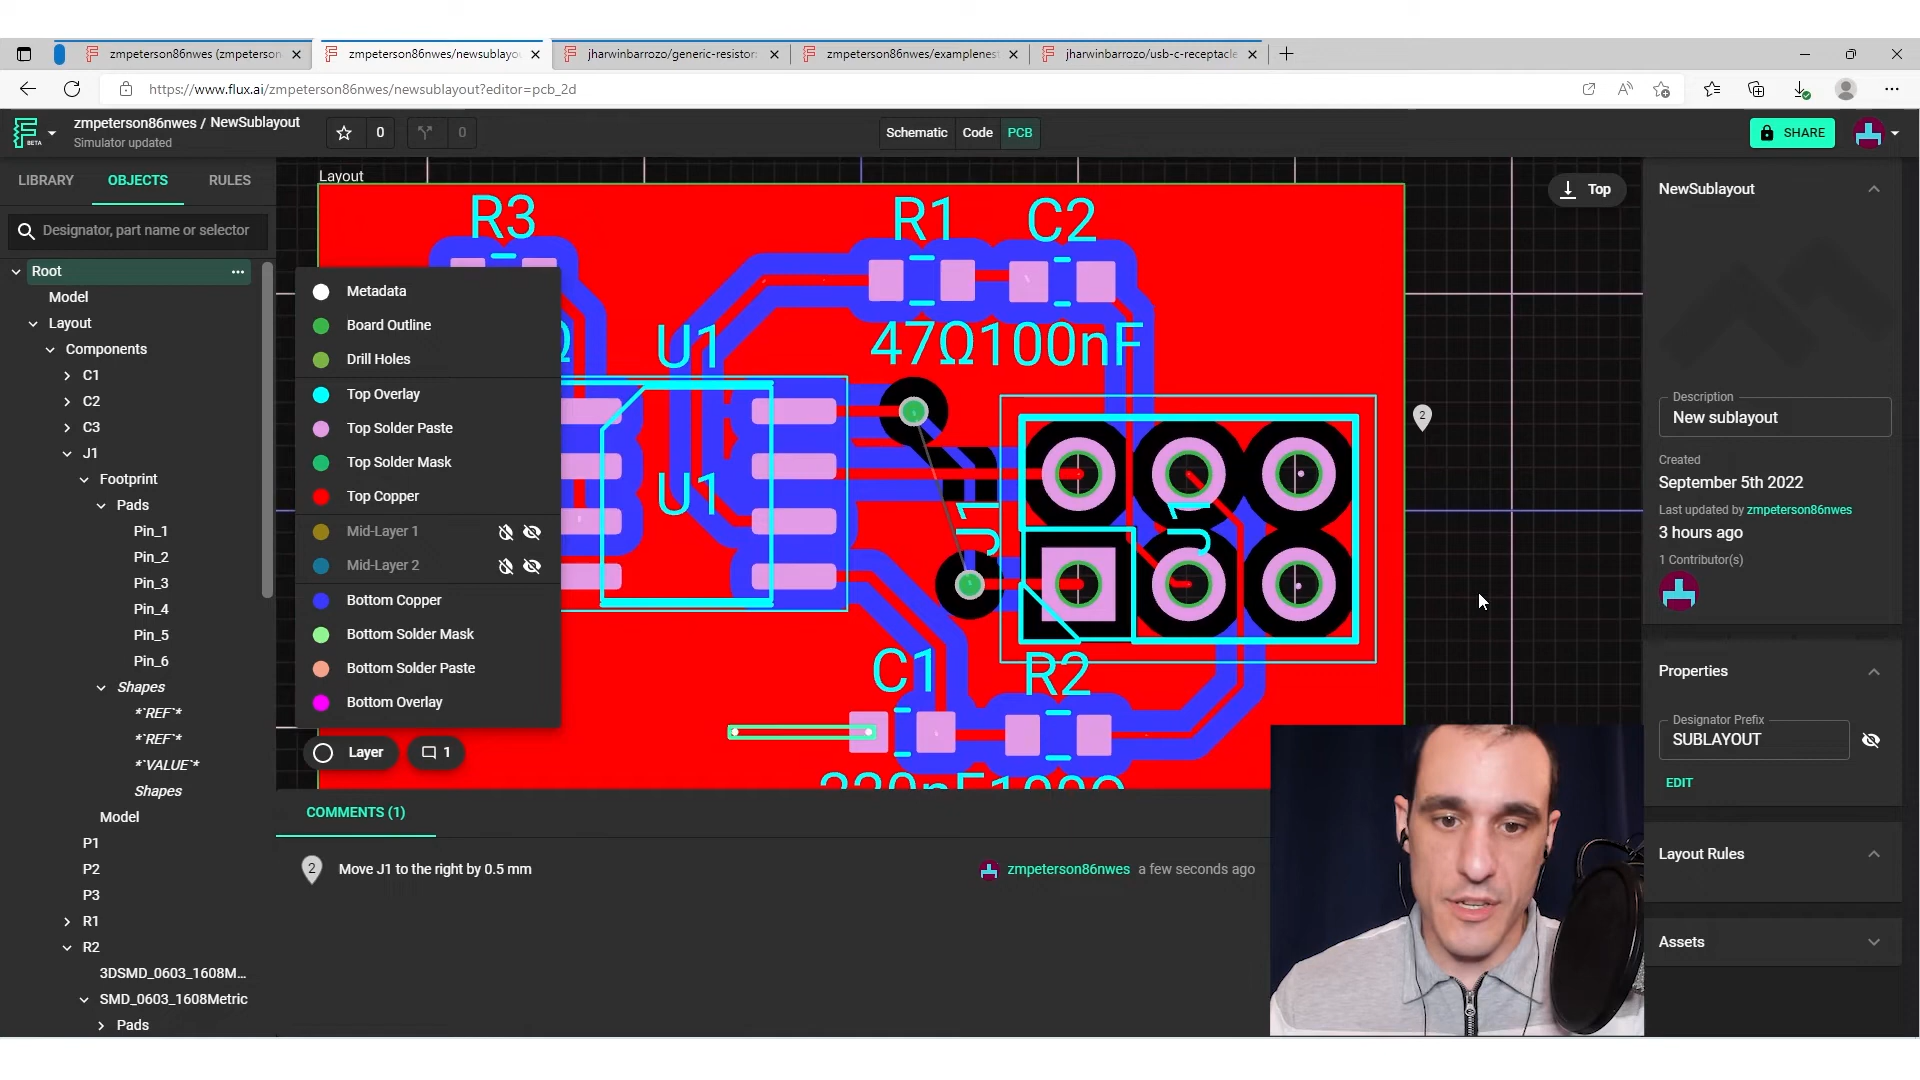 zmpeterson86nwes (zmpeterson
zmpeterson86nwes/newsublayou
jharwinbarrozo/generic-resistor
zmpeterson86nwes/examplenest
jharwinbarrozo/usb-c-receptacle
https://www.flux.ai/zmpeterson86nwes/newsublayout?editor=pcb_2d
BETA
zmpeterson86nwes / NewSublayout
Simulator updated
0
0
Schematic
Code
PCB
SHARE
LIBRARY
OBJECTS
RULES
Designator, part name or selector
Root
Model
Layout
Components
C1
C2
C3
J1
Footprint
Pads
Pin_1
Pin_2
Pin_3
Pin_4
Pin_5
Pin_6
Shapes
*`REF`*
*`REF`*
*`VALUE`*
Shapes
Model
P1
P2
P3
R1
R2
3DSMD_0603_1608M...
SMD_0603_1608Metric
Pads
Metadata
Board Outline
Drill Holes
Top Overlay
Top Solder Paste
Top Solder Mask
Top Copper
Mid-Layer 1
Mid-Layer 2
Bottom Copper
Bottom Solder Mask
Bottom Solder Paste
Bottom Overlay
Layer
1
Layout
Top
R3
R1
C2
Ω
U1
47Ω100nF
U1
J1
J1
2
C1
R2
COMMENTS (1)
2
Move J1 to the right by 0.5 mm
zmpeterson86nwes
a few seconds ago
NewSublayout
Description
New sublayout
Created
September 5th 2022
Last updated by zmpeterson86nwes
3 hours ago
1 Contributor(s)
Properties
Designator Prefix
SUBLAYOUT
EDIT
Layout Rules
Assets